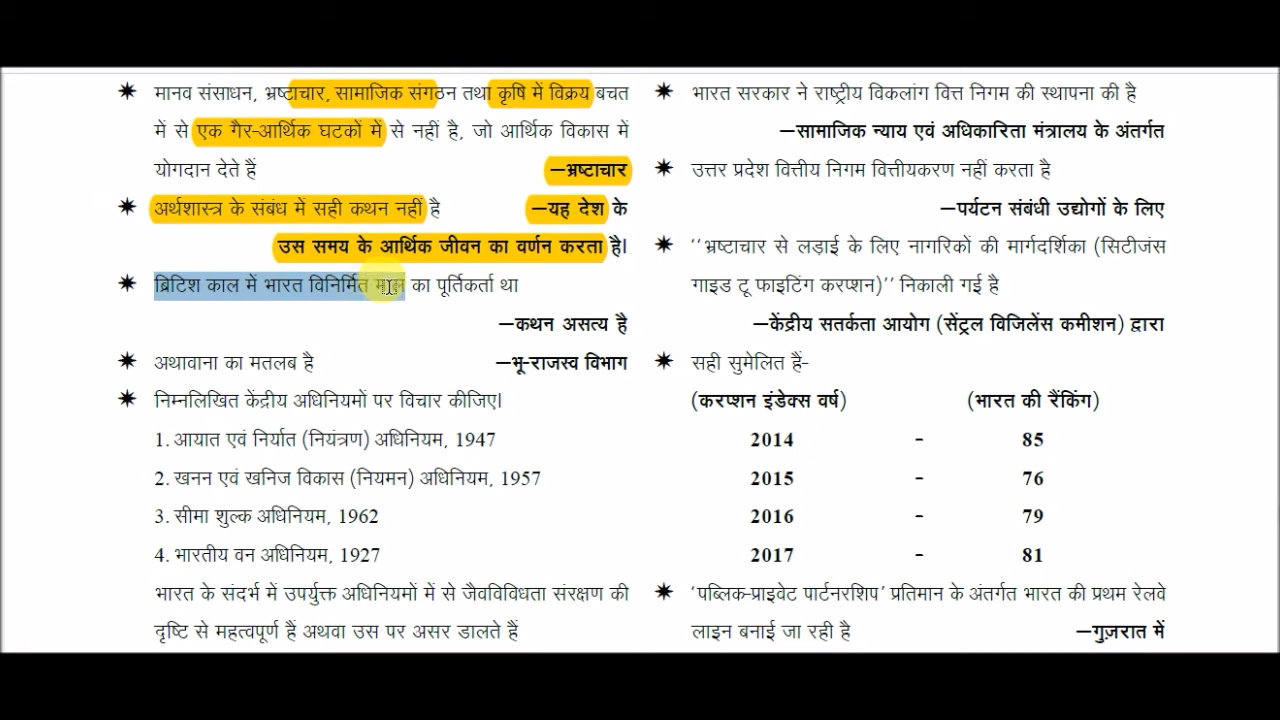 ✷ मानव संसाधन, भ्रष्टाचार, सामाजिक संगठन तथा कृषि में विक्रय बचत
में से एक गैर-आर्थिक घटकों में से नहीं है, जो आर्थिक विकास में
योगदान देते हैं –भ्रष्टाचार
✷ अर्थशास्त्र के संबंध में सही कथन नहीं है –यह देश के
उस समय के आर्थिक जीवन का वर्णन करता है।
✷ ब्रिटिश काल में भारत विनिर्मित माल का पूर्तिकर्ता था
–कथन असत्य है
✷ अथावाना का मतलब है –भू-राजस्व विभाग
✷ निम्नलिखित केंद्रीय अधिनियमों पर विचार कीजिए।
1. आयात एवं निर्यात (नियंत्रण) अधिनियम, 1947
2. खनन एवं खनिज विकास (नियमन) अधिनियम, 1957
3. सीमा शुल्क अधिनियम, 1962
4. भारतीय वन अधिनियम, 1927
भारत के संदर्भ में उपर्युक्त अधिनियमों में से जैवविविधता संरक्षण की
दृष्टि से महत्वपूर्ण हैं अथवा उस पर असर डालते हैं
✷ भारत सरकार ने राष्ट्रीय विकलांग वित्त निगम की स्थापना की है
–सामाजिक न्याय एवं अधिकारिता मंत्रालय के अंतर्गत
✷ उत्तर प्रदेश वित्तीय निगम वित्तीयकरण नहीं करता है
–पर्यटन संबंधी उद्योगों के लिए
✷ ''भ्रष्टाचार से लड़ाई के लिए नागरिकों की मार्गदर्शिका (सिटीजंस
गाइड टू फाइटिंग करप्शन)'' निकाली गई है
–केंद्रीय सतर्कता आयोग (सेंट्रल विजिलेंस कमीशन) द्वारा
✷ सही सुमेलित हैं-
(करप्शन इंडेक्स वर्ष) (भारत की रैंकिंग)
2014 - 85
2015 - 76
2016 - 79
2017 - 81
✷ 'पब्लिक-प्राइवेट पार्टनरशिप' प्रतिमान के अंतर्गत भारत की प्रथम रेलवे
लाइन बनाई जा रही है –गुज़रात में